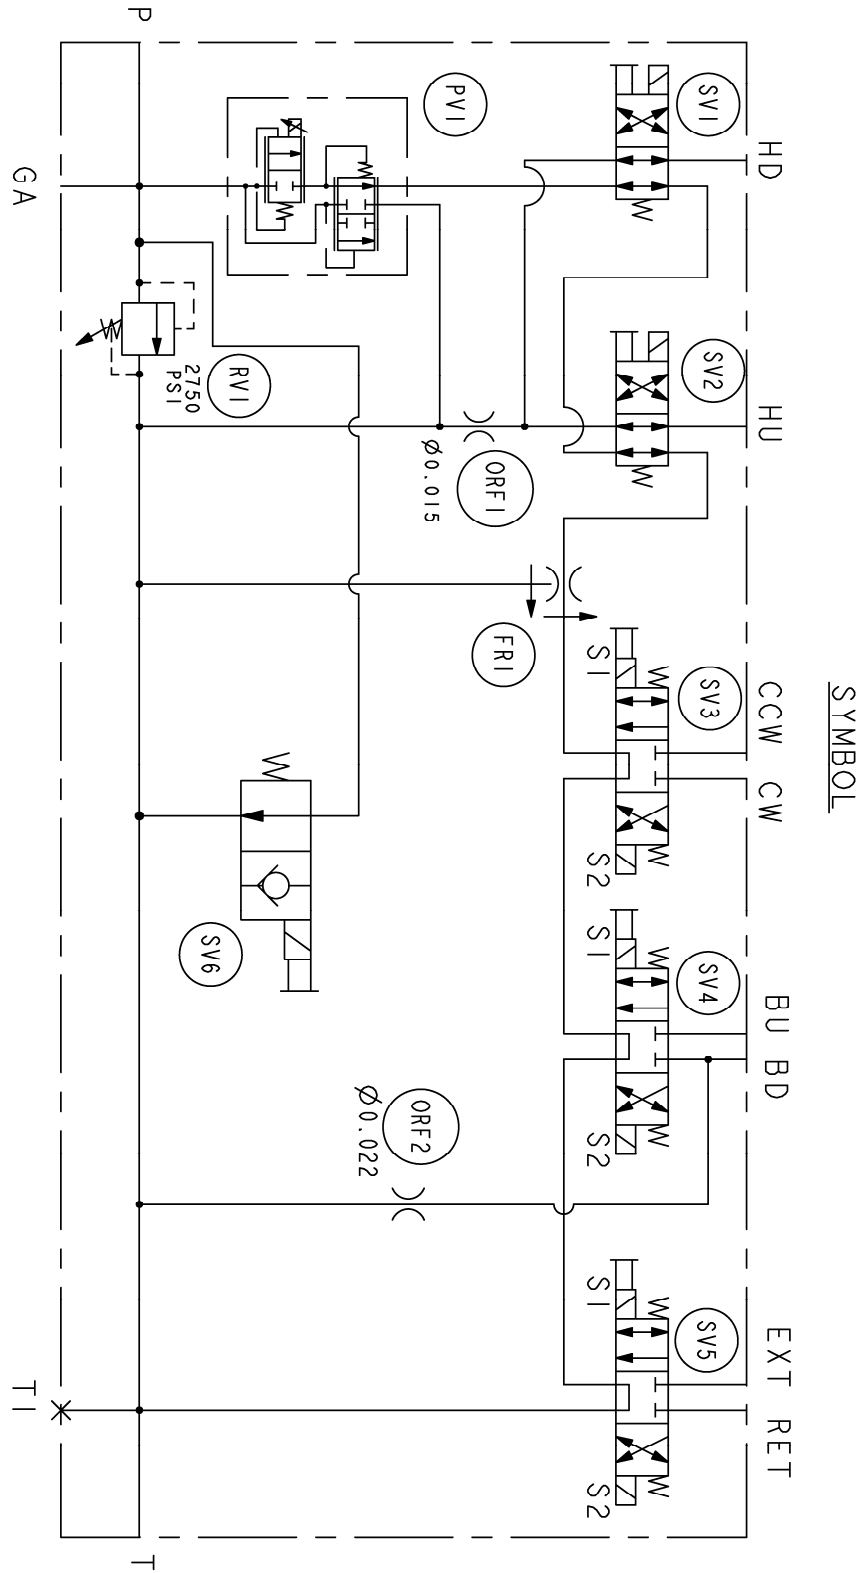 SYMBOL
HD
HU
CCW
CW
BU
BD
EXT
RET
SV1
SV2
SV3
SV4
SV5
S1
S2
S1
S2
S1
S2
PV1
ORF1
Ø0.015
FR1
ORF2
Ø0.022
RV1
2750
PSI
SV6
P
GA
T1
T